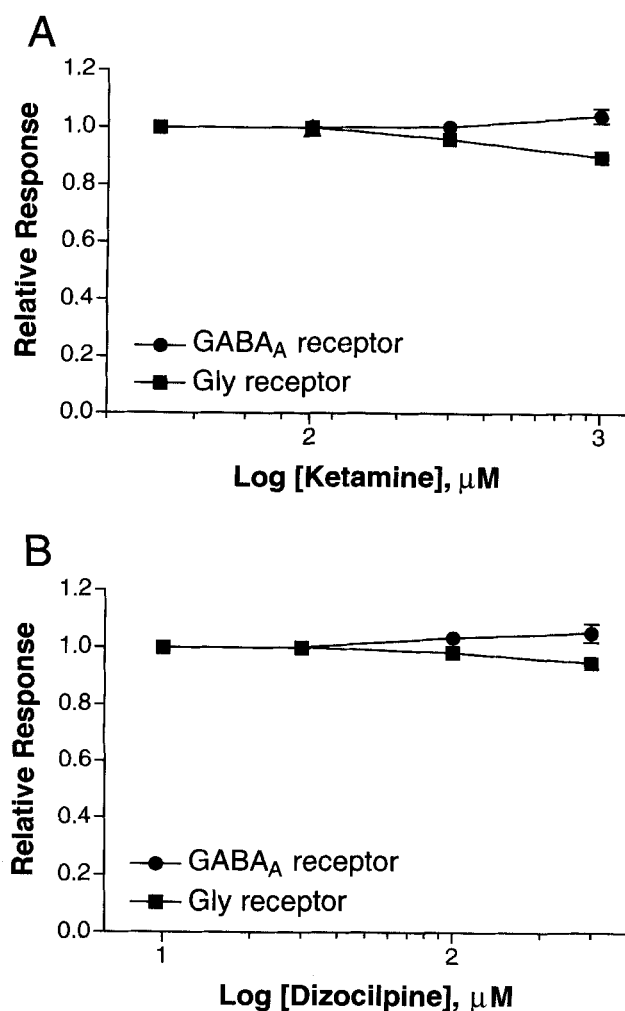 A
Relative Response
1.2
1.0
0.8
0.6
0.4
0.2
0.0
GABA_A receptor
Gly receptor
2 3
Log [Ketamine], μM
B
Relative Response
1.2
1.0
0.8
0.6
0.4
0.2
0.0
GABA_A receptor
Gly receptor
1 2
Log [Dizocilpine], μM